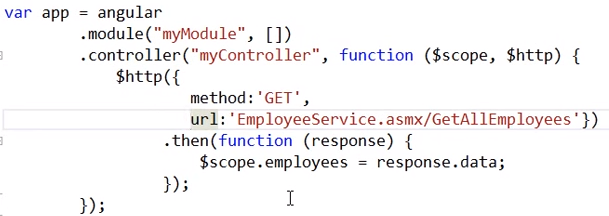 var app = angular
.module("myModule", [])
.controller("myController", function ($scope, $http) {
$http({
method:'GET',
url:'EmployeeService.asmx/GetAllEmployees'})
.then(function (response) {
$scope.employees = response.data;
});
});